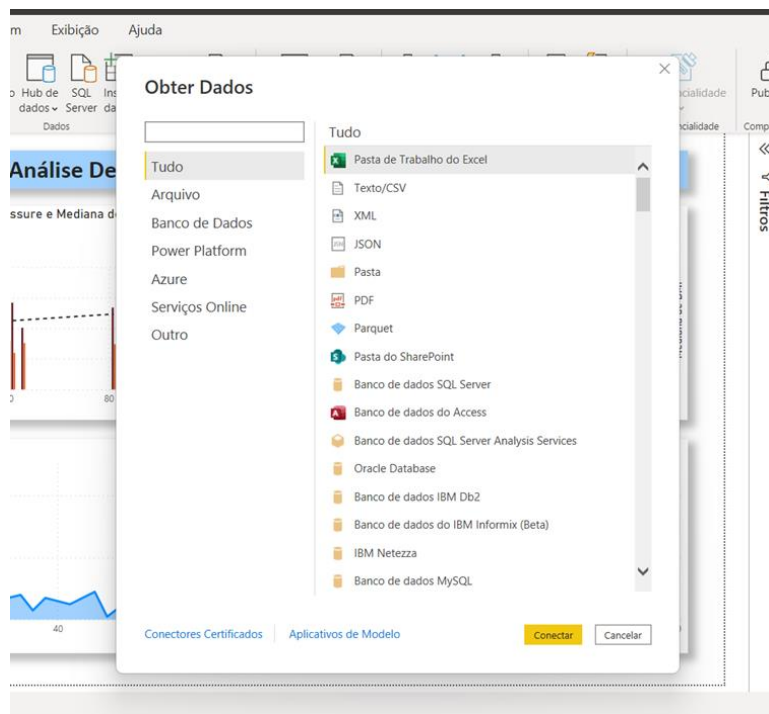 Exibição Ajuda
Hub de
dados
SQL
Server
Dados
Pub
Obter Dados
Análise De
ssure e Mediana d
Filtros
Tudo
Arquivo
Banco de Dados
Power Platform
Azure
Serviços Online
Outro
Tudo
Pasta de Trabalho do Excel
Texto/CSV
XML
JSON
Pasta
PDF
Parquet
Pasta do SharePoint
Banco de dados SQL Server
Banco de dados do Access
Banco de dados SQL Server Analysis Services
Oracle Database
Banco de dados IBM Db2
Banco de dados do IBM Informix (Beta)
IBM Netezza
Banco de dados MySQL
80
40
Conectores Certificados Aplicativos de Modelo Conectar Cancelar